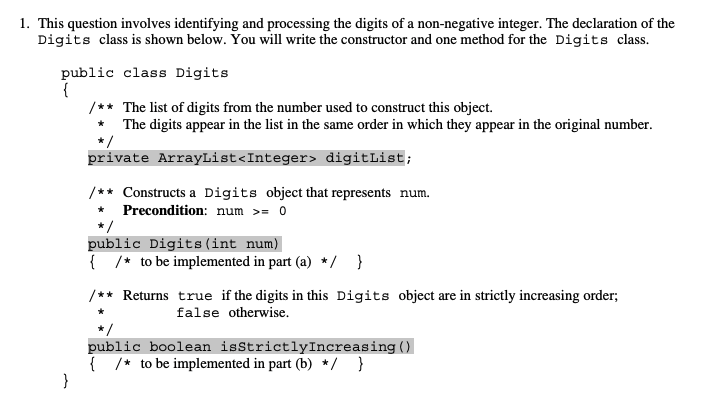 1. This question involves identifying and processing the digits of a non-negative integer. The declaration of the
Digits class is shown below. You will write the constructor and one method for the Digits class.
public class Digits
{
/** The list of digits from the number used to construct this object.
* The digits appear in the list in the same order in which they appear in the original number.
*/
private ArrayList<Integer> digitList;
/** Constructs a Digits object that represents num.
* Precondition: num >= 0
*/
public Digits(int num)
{ /* to be implemented in part (a) */ }
/** Returns true if the digits in this Digits object are in strictly increasing order;
* false otherwise.
*/
public boolean isStrictlyIncreasing()
{ /* to be implemented in part (b) */ }
}